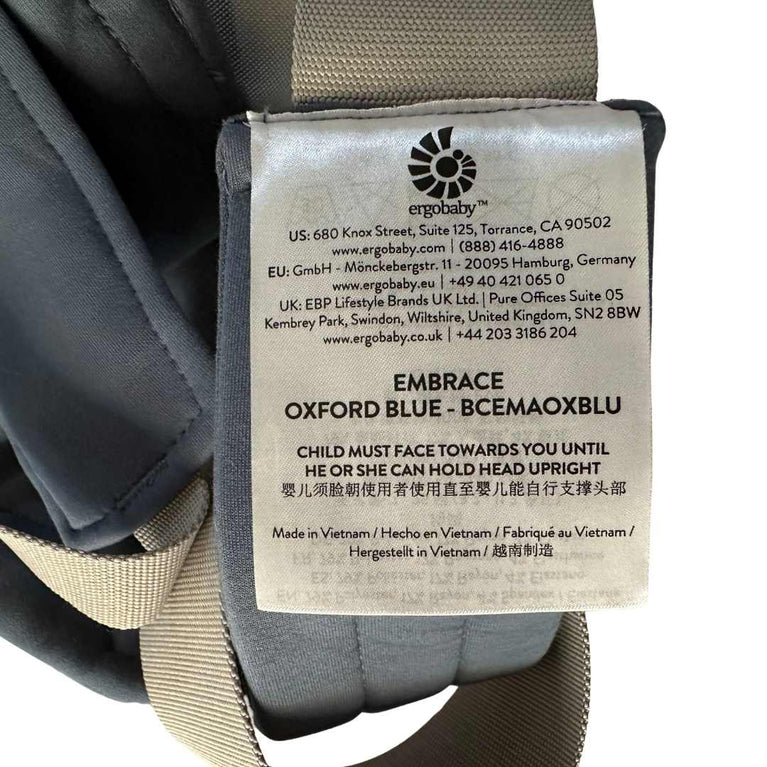 ergobaby™
US: 680 Knox Street, Suite 125, Torrance, CA 90502
www.ergobaby.com | (888) 416-4888
EU: GmbH - Mönckebergstr. 11 - 20095 Hamburg, Germany
www.ergobaby.eu | +49 40 421 065 0
UK: EBP Lifestyle Brands UK Ltd. | Pure Offices Suite 05
Kembrey Park, Swindon, Wiltshire, United Kingdom, SN2 8BW
www.ergobaby.co.uk | +44 203 3186 204
EMBRACE
OXFORD BLUE - BCEMAOXBLU
CHILD MUST FACE TOWARDS YOU UNTIL
HE OR SHE CAN HOLD HEAD UPRIGHT
婴儿须脸朝使用者使用直至婴儿能自行支撑头部
Made in Vietnam / Hecho en Vietnam / Fabriqué au Vietnam /
Hergestellt in Vietnam / 越南制造